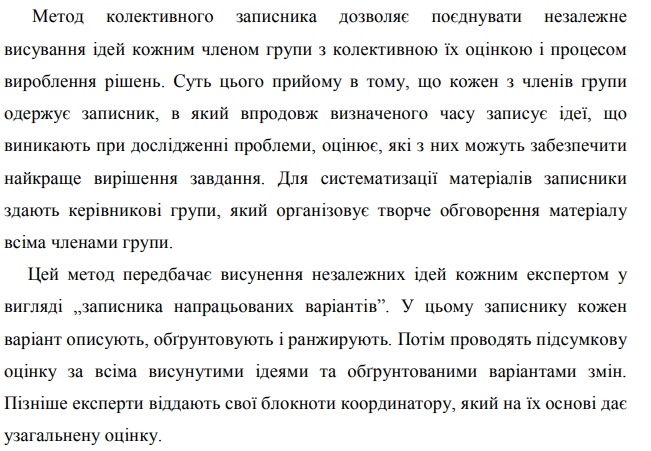 Метод колективного записника дозволяє поєднувати незалежне
висування ідей кожним членом групи з колективною їх оцінкою і процесом
вироблення рішень. Суть цього прийому в тому, що кожен з членів групи
одержує записник, в який впродовж визначеного часу записує ідеї, що
виникають при дослідженні проблеми, оцінює, які з них можуть забезпечити
найкраще вирішення завдання. Для систематизації матеріалів записники
здають керівникові групи, який організовує творче обговорення матеріалу
всіма членами групи.
Цей метод передбачає висунення незалежних ідей кожним експертом у
вигляді „записника напрацьованих варіантів”. У цьому записнику кожен
варіант описують, обґрунтовують і ранжирують. Потім проводять підсумкову
оцінку за всіма висунутими ідеями та обґрунтованими варіантами змін.
Пізніше експерти віддають свої блокноти координатору, який на їх основі дає
узагальнену оцінку.